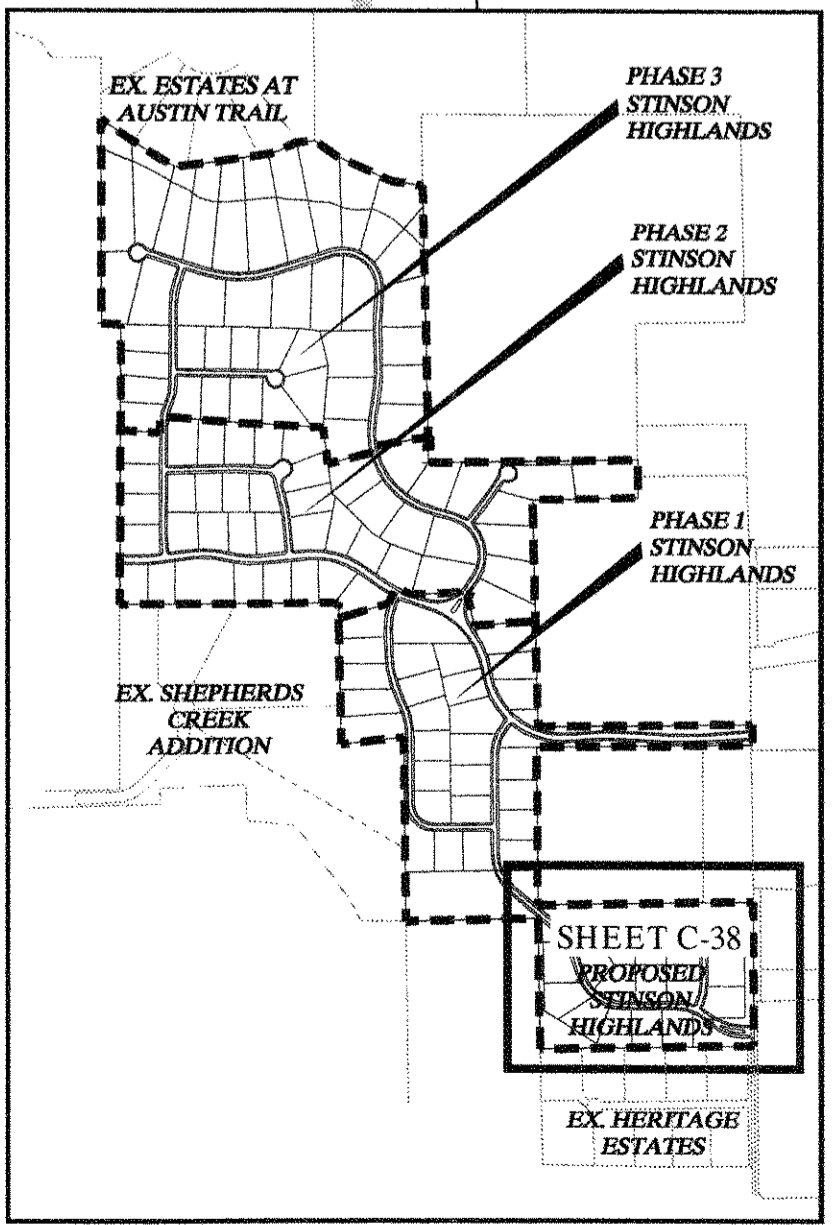 EX. ESTATES AT
AUSTIN TRAIL
PHASE 3
STINSON
HIGHLANDS
PHASE 2
STINSON
HIGHLANDS
PHASE 1
STINSON
HIGHLANDS
EX. SHEPHERDS
CREEK
ADDITION
SHEET C-38
PROPOSED
STINSON
HIGHLANDS
EX. HERITAGE
ESTATES